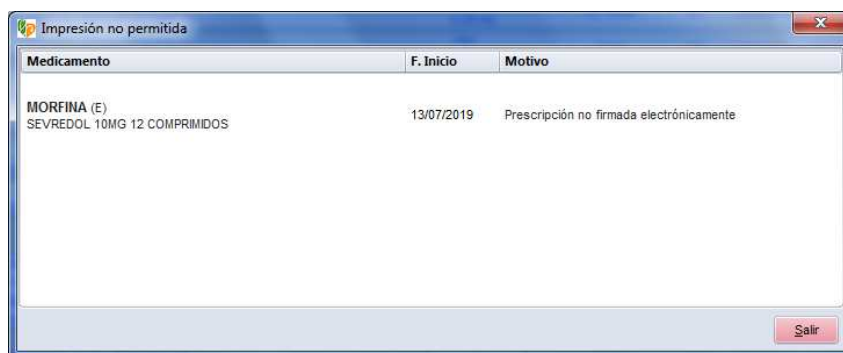 Impresión no permitida
Medicamento F. Inicio Motivo
MORFINA (E)
SEVREDOL 10MG 12 COMPRIMIDOS 13/07/2019 Prescripción no firmada electrónicamente
Salir